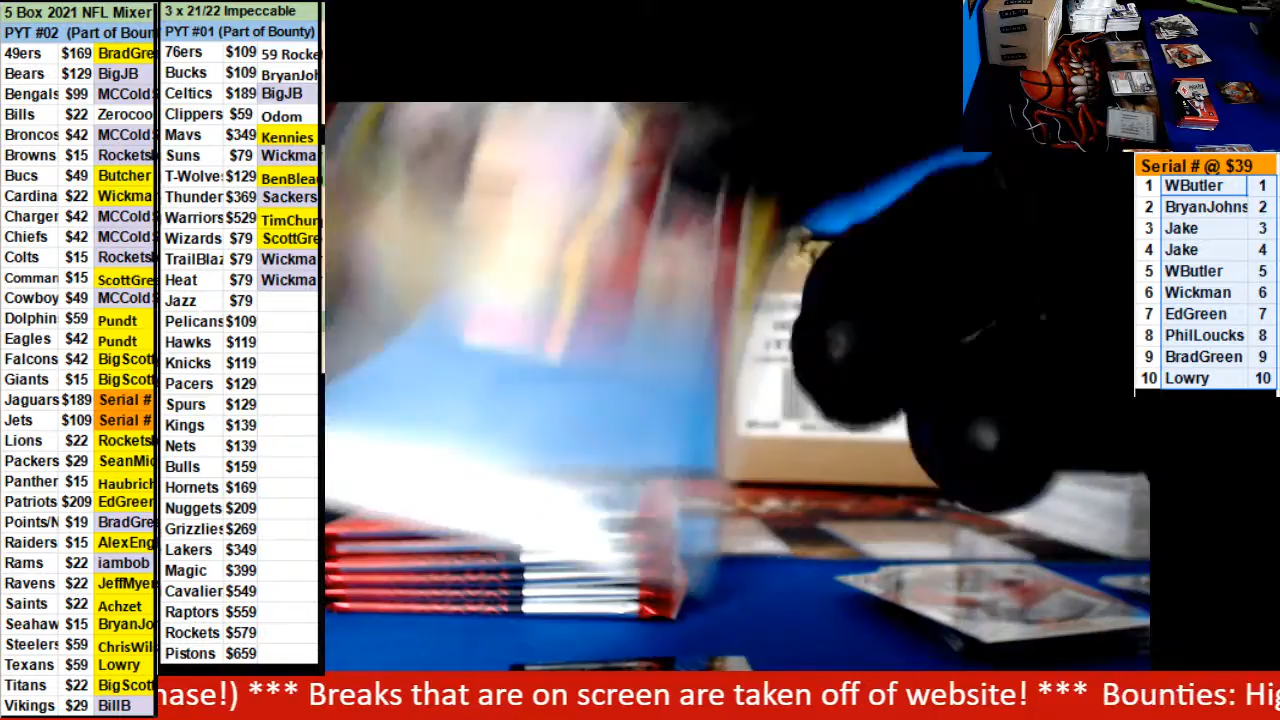 5 Box 2021 NFL Mixer
PYT #02 (Part of Boun
49ers $169 BradGre
Bears $129 BigJB
Bengals $99 MCCold
Bills $22 Zerocoo
Broncos $42 MCCold
Browns $15 Rockets
Bucs $49 Butcher
Cardina $22 Wickma
Charger $42 MCCold
Chiefs $42 MCCold
Colts $15 Rockets
Comman $15 ScottGre
Cowboy $49 MCCold
Dolphin $59 Pundt
Eagles $42 Pundt
Falcons $42 BigScott
Giants $15 BigScott
Jaguars $189 Serial #
Jets $109 Serial #
Lions $22 Rockets
Packers $29 SeanMic
Panther $15 Haubrich
Patriots $209 EdGreen
Points/N $19 BradGre
Raiders $15 AlexEng
Rams $22 iambob
Ravens $22 JeffMyer
Saints $22 Achzet
Seahaw $15 BryanJo
Steelers $59 ChrisWil
Texans $59 Lowry
Titans $22 BigScott
Vikings $29 BillB
3 x 21/22 Impeccable
PYT #01 (Part of Bounty)
76ers $109 59 Rocke
Bucks $109 BryanJoh
Celtics $189 BigJB
Clippers $59 Odom
Mavs $349 Kennies
Suns $79 Wickma
T-Wolve $129 BenBleau
Thunder $369 Sackers
Warriors $529 TimChur
Wizards $79 ScottGre
TrailBlaz $79 Wickma
Heat $79 Wickma
Jazz $79
Pelicans $109
Hawks $119
Knicks $119
Pacers $129
Spurs $129
Kings $139
Nets $139
Bulls $159
Hornets $169
Nuggets $209
Grizzlies $269
Lakers $349
Magic $399
Cavalier $549
Raptors $559
Rockets $579
Pistons $659
Serial # @ $39
1 WButler 1
2 BryanJohns 2
3 Jake 3
4 Jake 4
5 WButler 5
6 Wickman 6
7 EdGreen 7
8 PhilLoucks 8
9 BradGreen 9
10 Lowry 10
hase!) *** Breaks that are on screen are taken off of website! *** Bounties: Hig